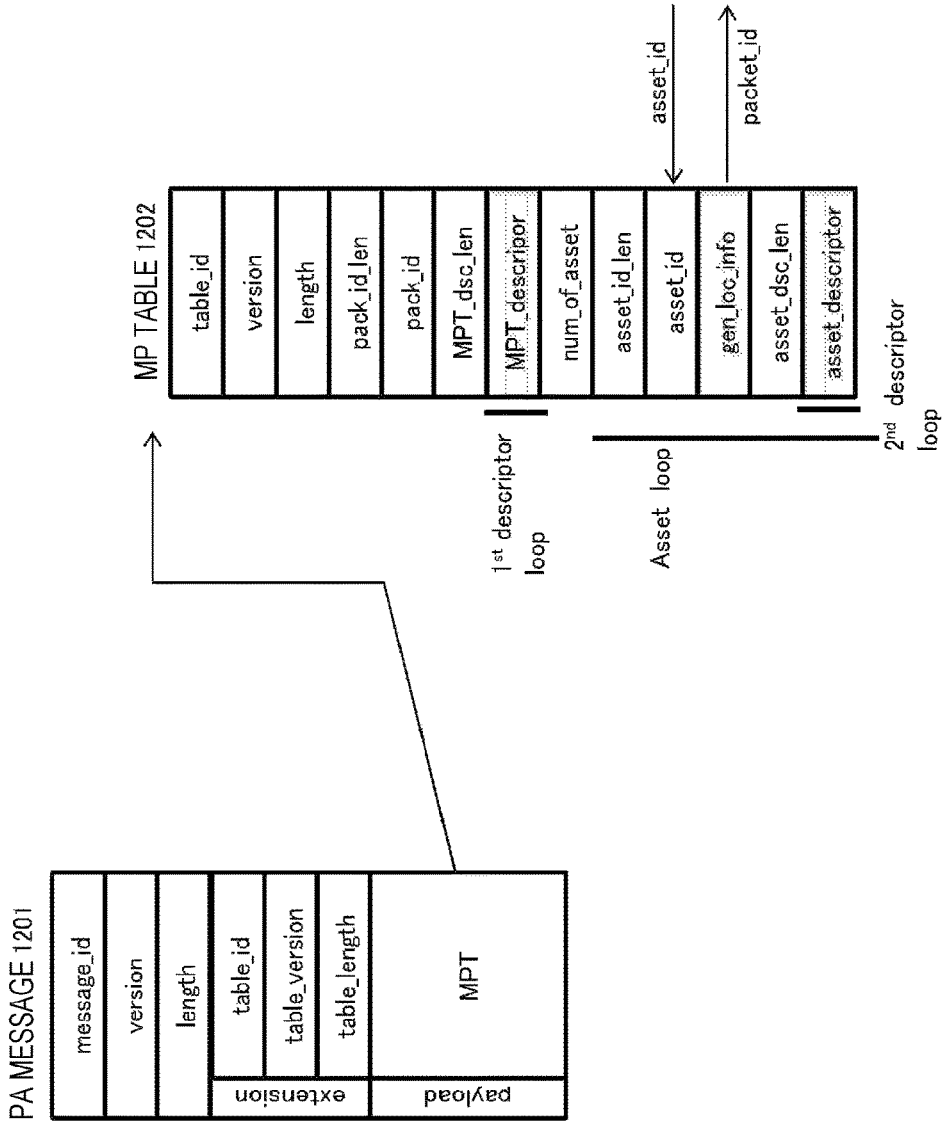 PA MESSAGE 1201
message_id
version
length
extension
table_id
table_version
table_length
payload
MPT
MP TABLE 1202
table_id
version
length
pack_id_len
pack_id
MPT_dsc_len
MPT_descripor
num_of_asset
asset_id_len
asset_id
gen_loc_info
asset_dsc_len
asset_descriptor
1st descriptor
loop
Asset loop
2nd descriptor
loop
asset_id
packet_id